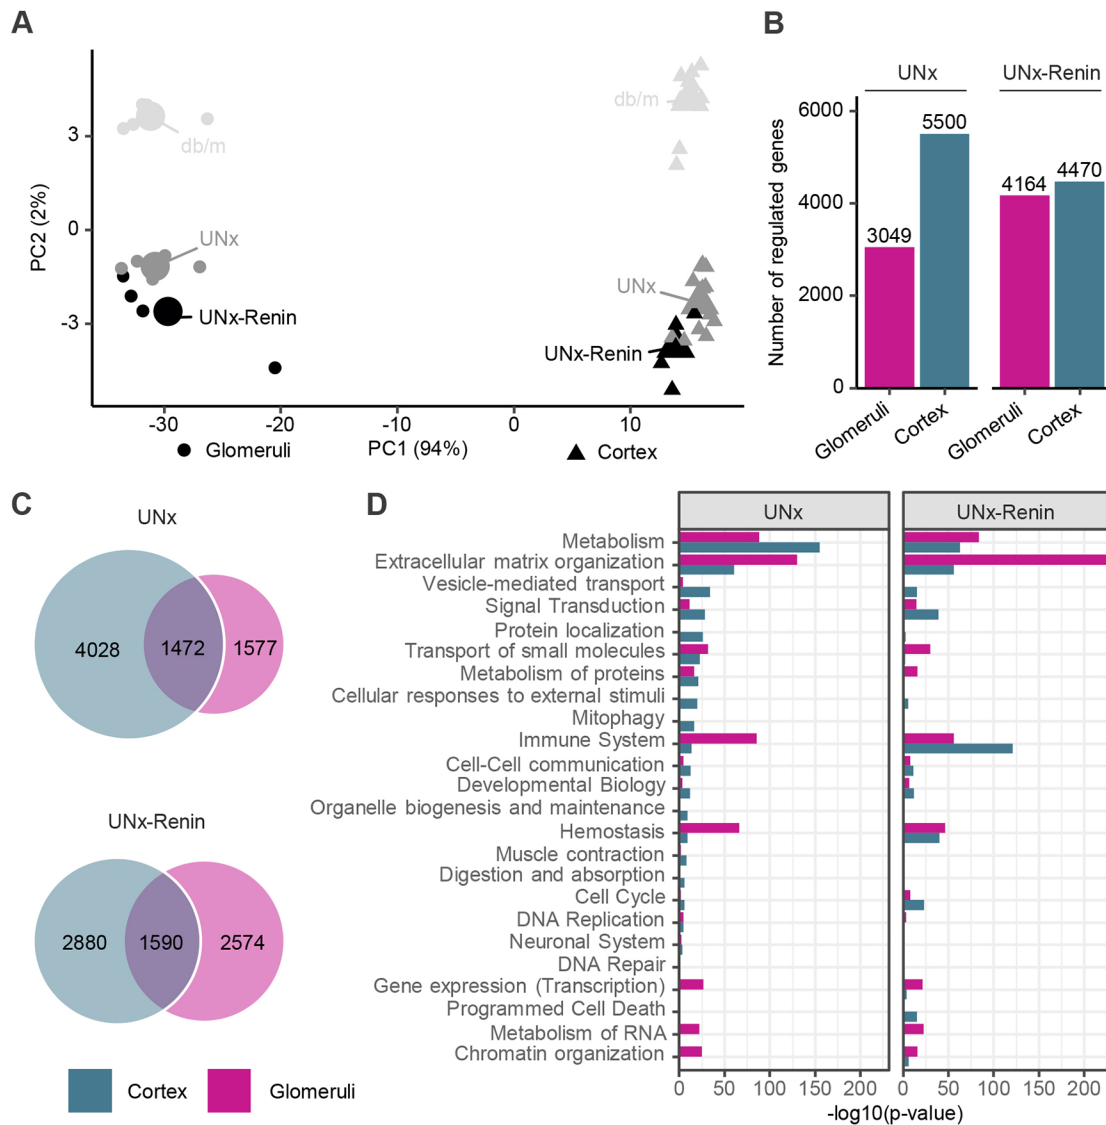 A
PC2 (2%)
3
0
-3
db/m
UNx
UNx-Renin
db/m
UNx
UNx-Renin
-30
-20
-10
0
10
PC1 (94%)
Glomeruli
Cortex
B
UNx
UNx-Renin
Number of regulated genes
6000
4000
2000
0
3049
5500
4164
4470
Glomeruli
Cortex
Glomeruli
Cortex
C
UNx
4028
1472
1577
UNx-Renin
2880
1590
2574
Cortex
Glomeruli
D
UNx
UNx-Renin
Metabolism
Extracellular matrix organization
Vesicle-mediated transport
Signal Transduction
Protein localization
Transport of small molecules
Metabolism of proteins
Cellular responses to external stimuli
Mitophagy
Immune System
Cell-Cell communication
Developmental Biology
Organelle biogenesis and maintenance
Hemostasis
Muscle contraction
Digestion and absorption
Cell Cycle
DNA Replication
Neuronal System
DNA Repair
Gene expression (Transcription)
Programmed Cell Death
Metabolism of RNA
Chromatin organization
0 50 100 150 200
0 50 100 150 200
-log10(p-value)